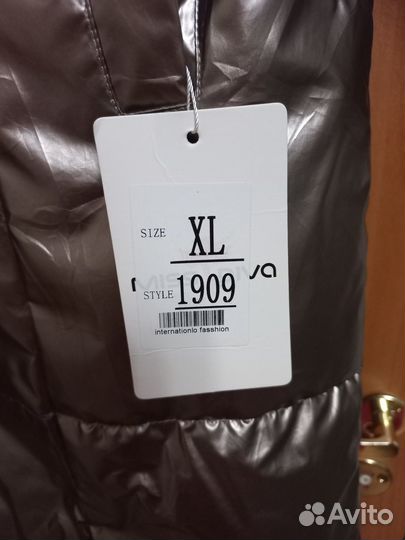 SIZE XL
STYLE 1909
internationlo fasshion
Avito